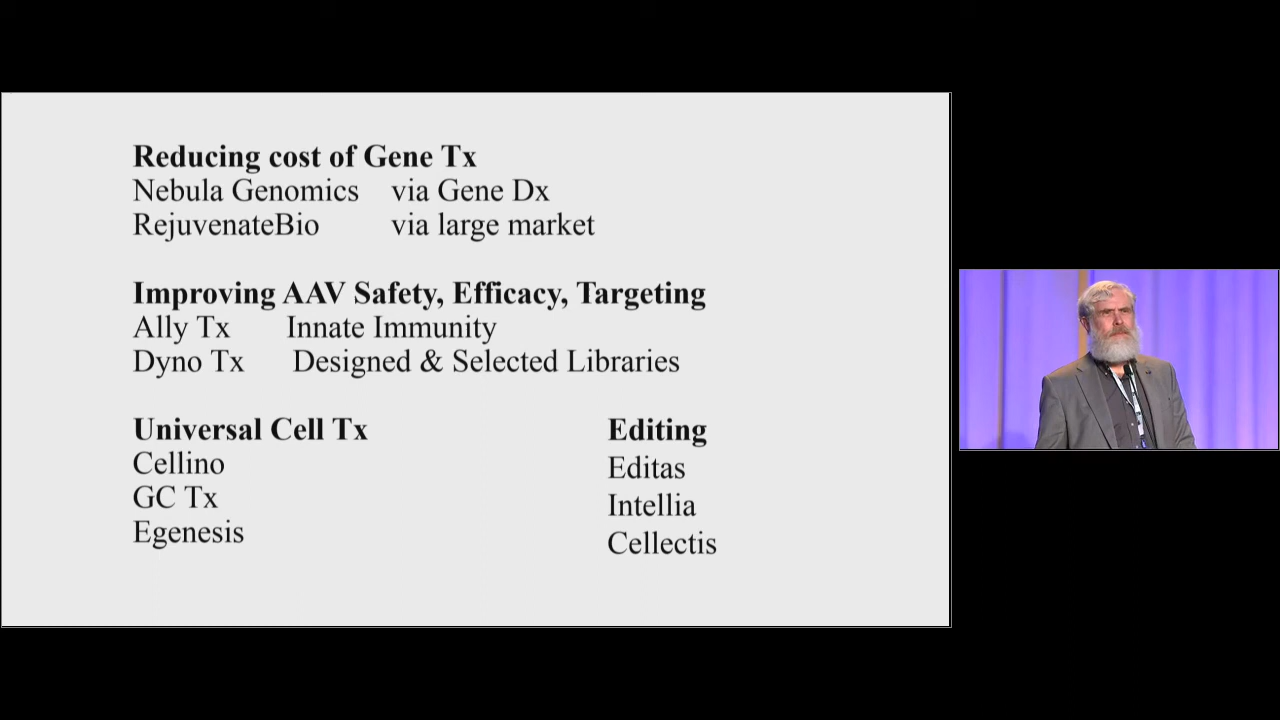 Reducing cost of Gene Tx
Nebula Genomics via Gene Dx
RejuvenateBio via large market
Improving AAV Safety, Efficacy, Targeting
Ally Tx Innate Immunity
Dyno Tx Designed & Selected Libraries
Universal Cell Tx
Cellino
GC Tx
Egenesis
Editing
Editas
Intellia
Cellectis